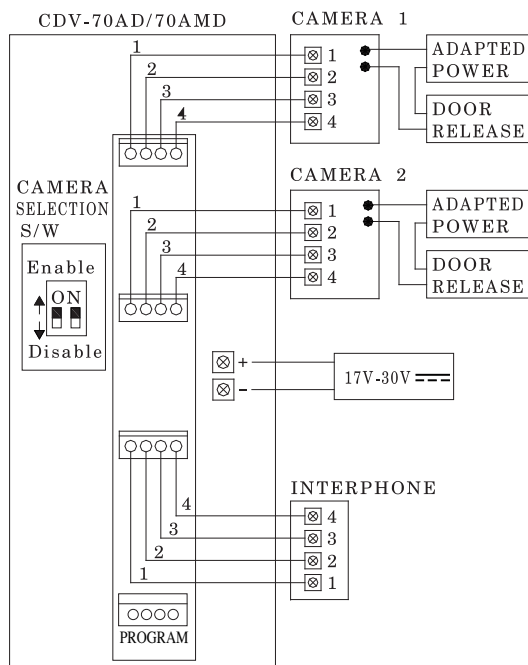 CDV-70AD/70AMD
CAMERA 1
1
2
3
4
1
2
3
4
ADAPTED
POWER
DOOR
RELEASE
CAMERA
SELECTION
S/W
Enable
ON
Disable
CAMERA 2
1
2
3
4
1
2
3
4
ADAPTED
POWER
DOOR
RELEASE
+
-
17V-30V
INTERPHONE
4
3
2
1
4
3
2
1
PROGRAM